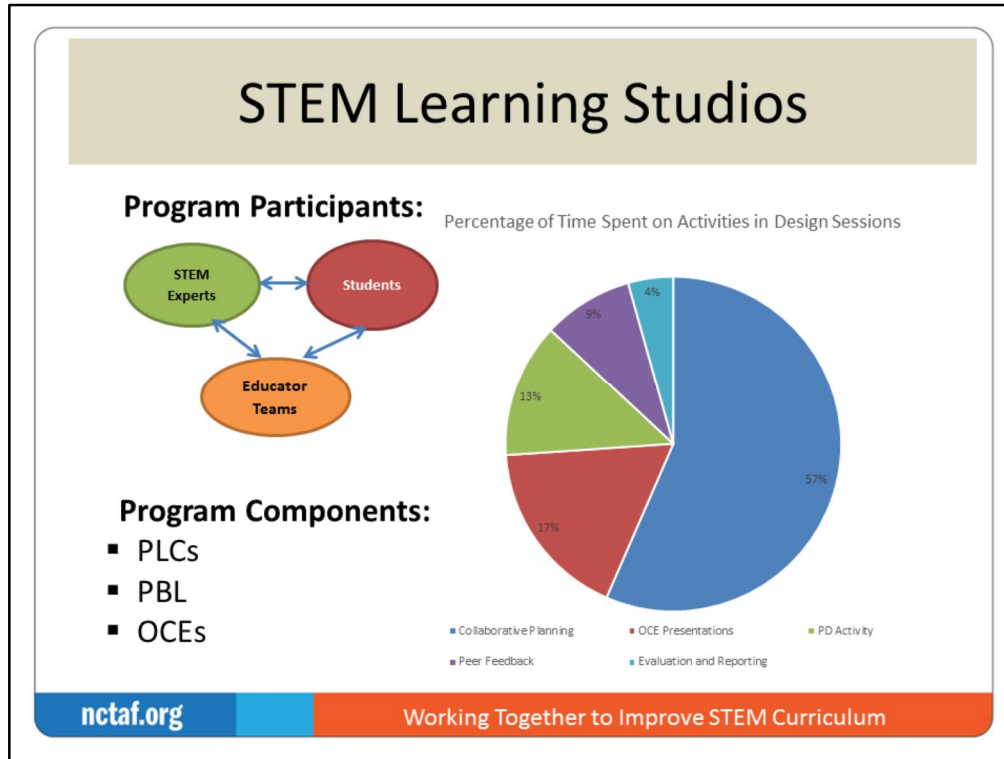 STEM Learning Studios
Program Participants:
STEM
Experts
Students
Educator
Teams
Program Components:
▪ PLCs
▪ PBL
▪ OCEs
Percentage of Time Spent on Activities in Design Sessions
4%
9%
13%
17%
57%
Collaborative Planning
OCE Presentations
PD Activity
Peer Feedback
Evaluation and Reporting
nctaf.org
Working Together to Improve STEM Curriculum